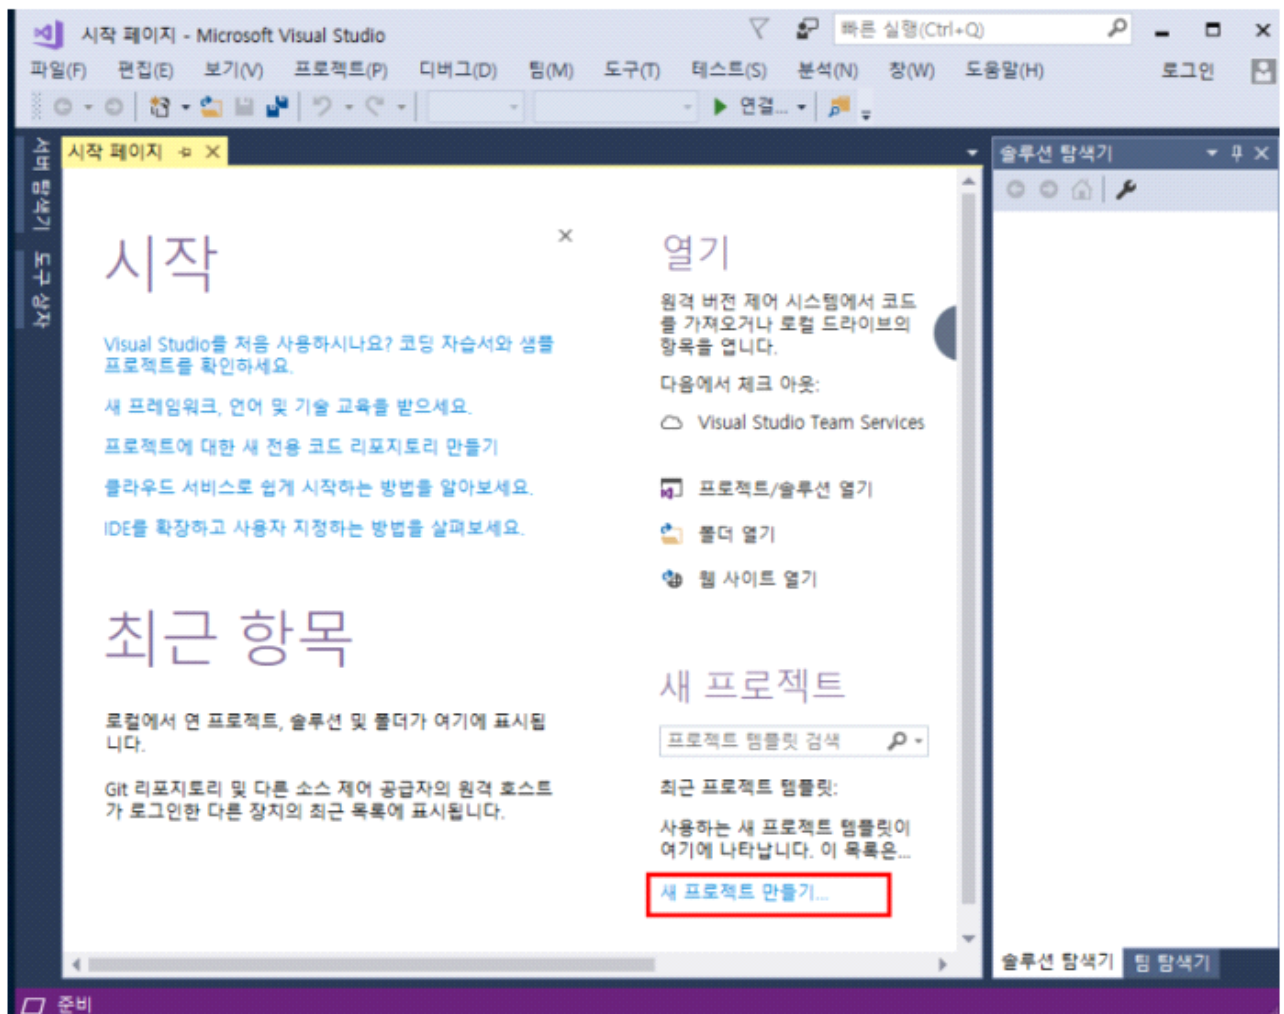 시작 페이지 - Microsoft Visual Studio
빠른 실행(Ctrl+Q)
파일(F) 편집(E) 보기(V) 프로젝트(P) 디버그(D) 팀(M) 도구(T) 테스트(S) 분석(N) 창(W) 도움말(H) 로그인
연결...
서버 탐색기
도구 상자
시작 페이지
시작
Visual Studio를 처음 사용하시나요? 코딩 자습서와 샘플
프로젝트를 확인하세요.
새 프레임워크, 언어 및 기술 교육을 받으세요.
프로젝트에 대한 새 전용 코드 리포지토리 만들기
클라우드 서비스로 쉽게 시작하는 방법을 알아보세요.
IDE를 확장하고 사용자 지정하는 방법을 살펴보세요.
최근 항목
로컬에서 연 프로젝트, 솔루션 및 폴더가 여기에 표시됩
니다.
Git 리포지토리 및 다른 소스 제어 공급자의 원격 호스트
가 로그인한 다른 장치의 최근 목록에 표시됩니다.
열기
원격 버전 제어 시스템에서 코드
를 가져오거나 로컬 드라이브의
항목을 엽니다.
다음에서 체크 아웃:
Visual Studio Team Services
프로젝트/솔루션 열기
폴더 열기
웹 사이트 열기
새 프로젝트
프로젝트 템플릿 검색
최근 프로젝트 템플릿:
사용하는 새 프로젝트 템플릿이
여기에 나타납니다. 이 목록은...
새 프로젝트 만들기...
솔루션 탐색기
솔루션 탐색기 팀 탐색기
준비